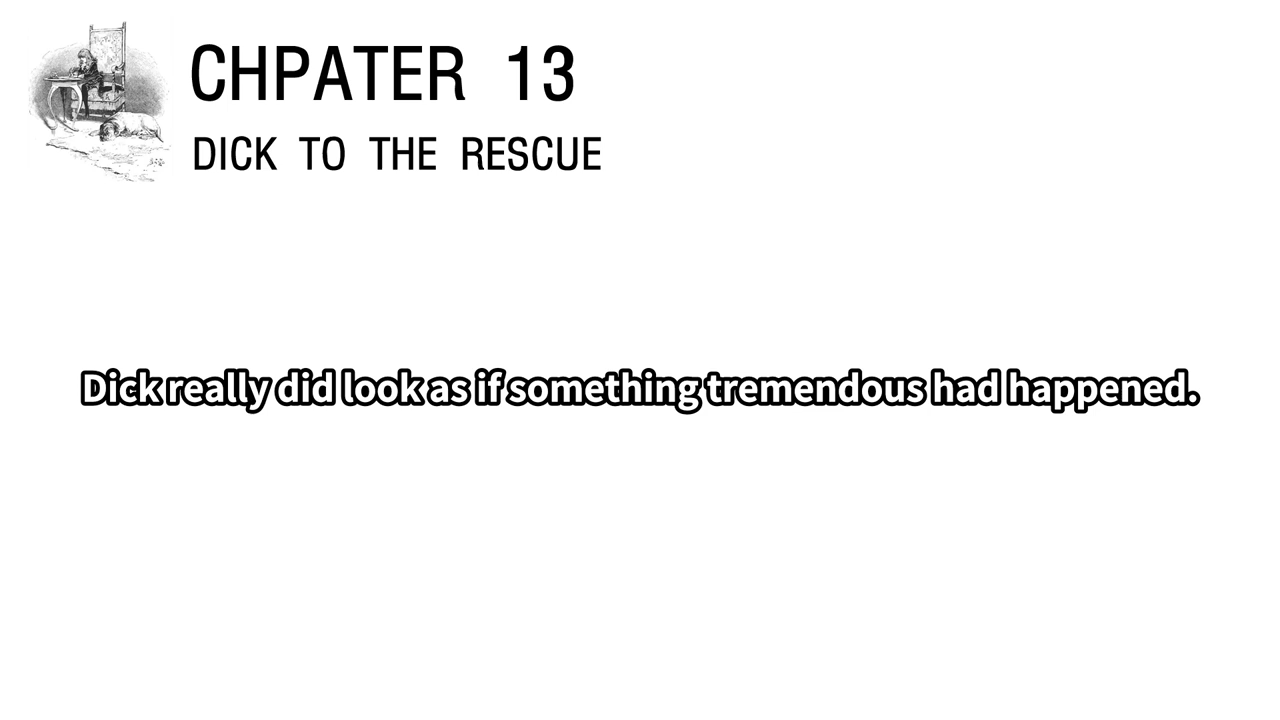 CHPATER 13
DICK TO THE RESCUE
Dick really did look as if something tremendous had happened.